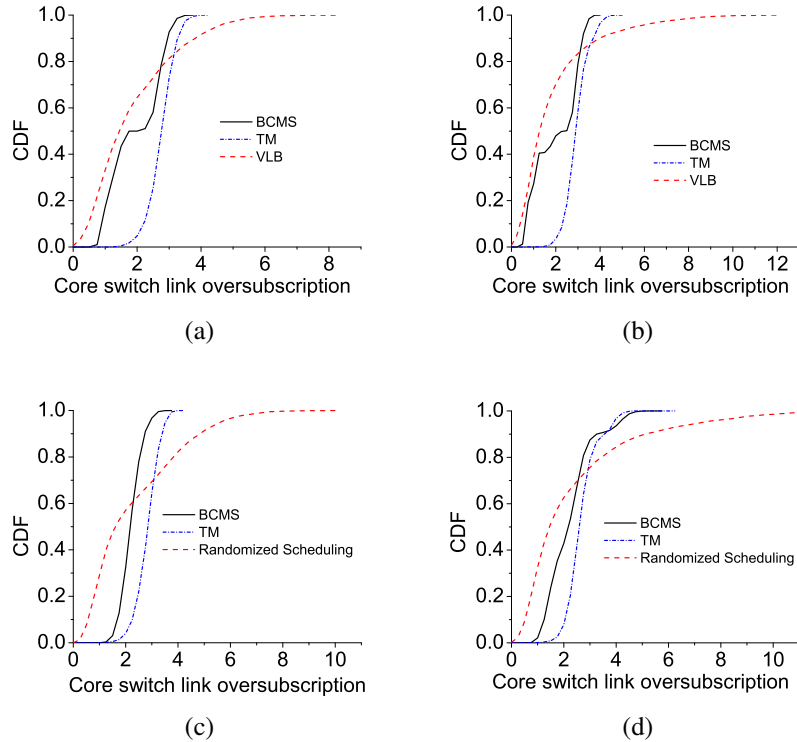 CDF
1.0
0.8
0.6
0.4
0.2
0.0
BCMS
TM
VLB
0 2 4 6 8
Core switch link oversubscription
(a)
CDF
1.0
0.8
0.6
0.4
0.2
0.0
BCMS
TM
VLB
0 2 4 6 8 10 12
Core switch link oversubscription
(b)
CDF
1.0
0.8
0.6
0.4
0.2
0.0
BCMS
TM
Randomized Scheduling
0 2 4 6 8 10
Core switch link oversubscription
(c)
CDF
1.0
0.8
0.6
0.4
0.2
0.0
BCMS
TM
Randomized Scheduling
0 2 4 6 8 10
Core switch link oversubscription
(d)